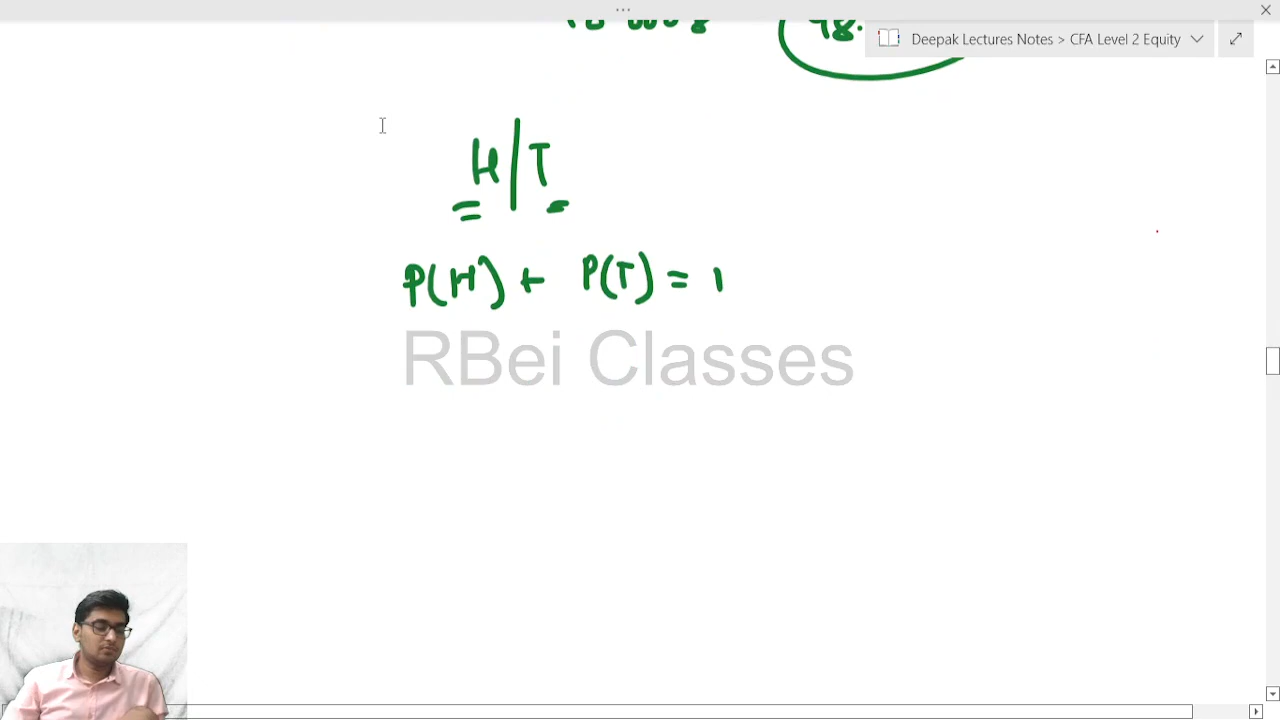 Deepak Lectures Notes > CFA Level 2 Equity
H | T
P(H) + P(T) = 1
RBei Classes